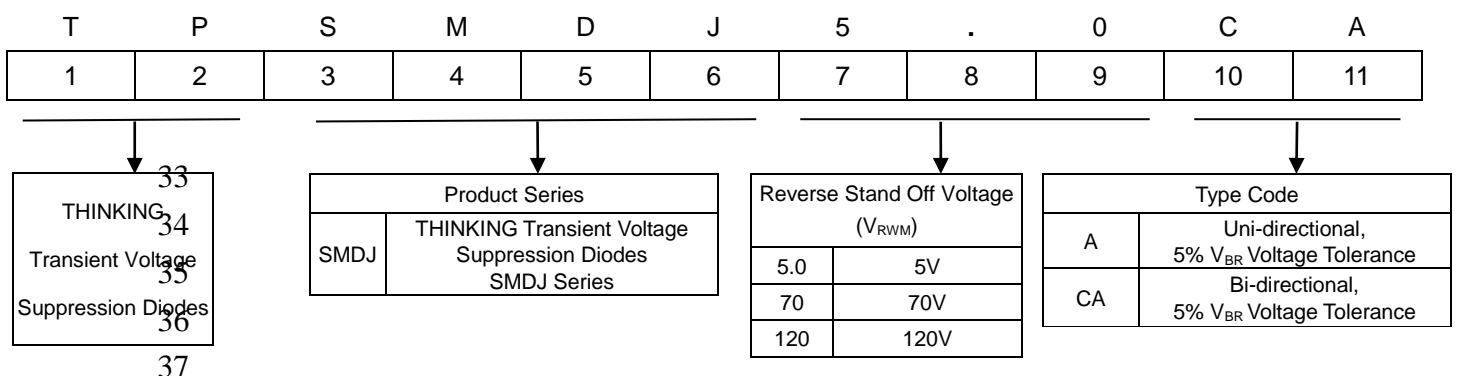 T P S M D J 5 . 0 C A
1 2 3 4 5 6 7 8 9 10 11
33
THINKING
34
Transient Voltage
35
Suppression Diodes
36
37
Product Series
SMDJ
THINKING Transient Voltage
Suppression Diodes
SMDJ Series
Reverse Stand Off Voltage
(VRWM)
5.0 5V
70 70V
120 120V
Type Code
A
Uni-directional,
5% VBR Voltage Tolerance
CA
Bi-directional,
5% VBR Voltage Tolerance